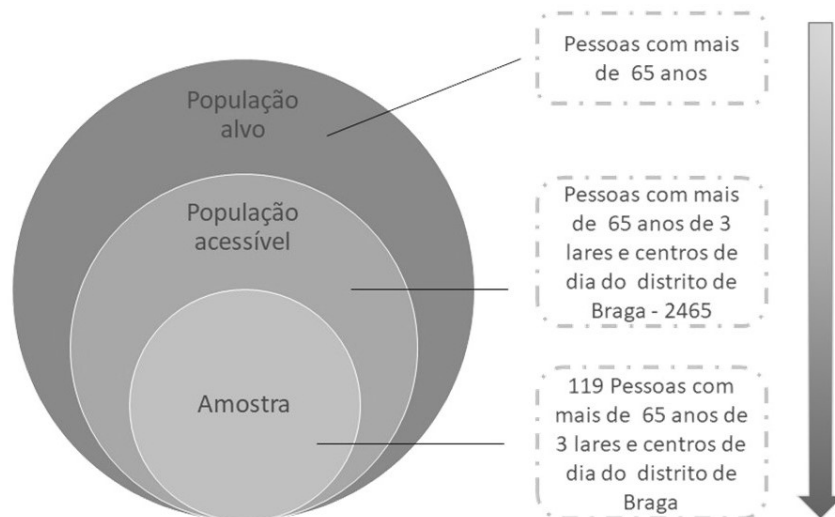 População
alvo
População
acessível
Amostra
Pessoas com mais
de 65 anos
Pessoas com mais
de 65 anos de 3
lares e centros de
dia do distrito de
Braga - 2465
119 Pessoas com
mais de 65 anos de
3 lares e centros de
dia do distrito de
Braga